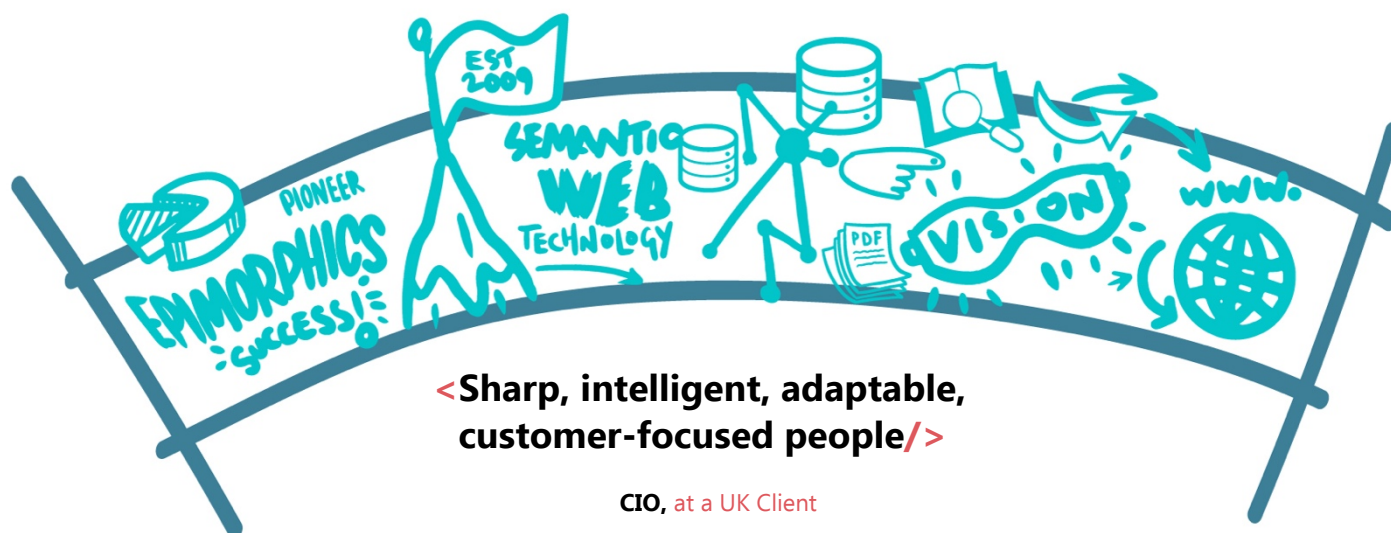 EST
2009
PIONEER
EPIMORPHICS
SUCCESS!
SEMANTIC
WEB
TECHNOLOGY
PDF
VISION
WWW.
<Sharp, intelligent, adaptable,
customer-focused people/>
CIO, at a UK Client